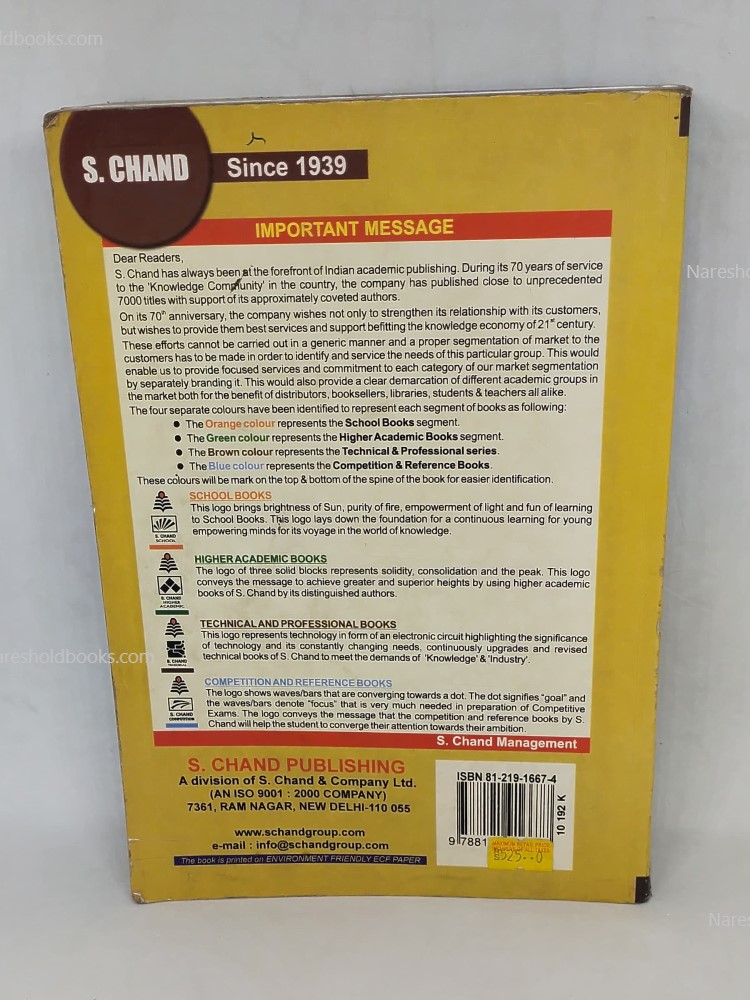 oldbooks.com
S. CHAND
Since 1939
IMPORTANT MESSAGE
Dear Readers,
S. Chand has always been at the forefront of Indian academic publishing. During its 70 years of service
to the 'Knowledge Community' in the country, the company has published close to unprecedented
7000 titles with support of its approximately coveted authors.
On its 70th anniversary, the company wishes not only to strengthen its relationship with its customers,
but wishes to provide them best services and support befitting the knowledge economy of 21st century.
These efforts cannot be carried out in a generic manner and a proper segmentation of market to the
customers has to be made in order to identify and service the needs of this particular group. This would
enable us to provide focused services and commitment to each category of our market segmentation
by separately branding it. This would also provide a clear demarcation of different academic groups in
the market both for the benefit of distributors, booksellers, libraries, students & teachers all alike.
The four separate colours have been identified to represent each segment of books as following:
● The Orange colour represents the School Books segment.
● The Green colour represents the Higher Academic Books segment.
● The Brown colour represents the Technical & Professional series.
● The Blue colour represents the Competition & Reference Books.
These colours will be mark on the top & bottom of the spine of the book for easier identification.
SCHOOL BOOKS
This logo brings brightness of Sun, purity of fire, empowerment of light and fun of learning
to School Books. This logo lays down the foundation for a continuous learning for young
empowering minds for its voyage in the world of knowledge.
S. CHAND
SCHOOL
HIGHER ACADEMIC BOOKS
The logo of three solid blocks represents solidity, consolidation and the peak. This logo
conveys the message to achieve greater and superior heights by using higher academic
books of S. Chand by its distinguished authors.
S. CHAND
HIGHER
ACADEMIC
TECHNICAL AND PROFESSIONAL BOOKS
This logo represents technology in form of an electronic circuit highlighting the significance
of technology and its constantly changing needs, continuously upgrades and revised
technical books of S. Chand to meet the demands of 'Knowledge' & 'Industry'.
S. CHAND
TECHNICAL
COMPETITION AND REFERENCE BOOKS
The logo shows waves/bars that are converging towards a dot. The dot signifies "goal" and
the waves/bars denote "focus" that is very much needed in preparation of Competitive
Exams. The logo conveys the message that the competition and reference books by S.
Chand will help the student to converge their attention towards their ambition.
S. CHAND
COMPETITION
S. Chand Management
S. CHAND PUBLISHING
A division of S. Chand & Company Ltd.
(AN ISO 9001 : 2000 COMPANY)
7361, RAM NAGAR, NEW DELHI-110 055
www.schandgroup.com
e-mail : info@schandgroup.com
The book is printed on ENVIRONMENT FRIENDLY ECF PAPER
ISBN 81-219-1667-4
9 7881
10 192 K
Naresh
Naresholdbooks.com
Nares